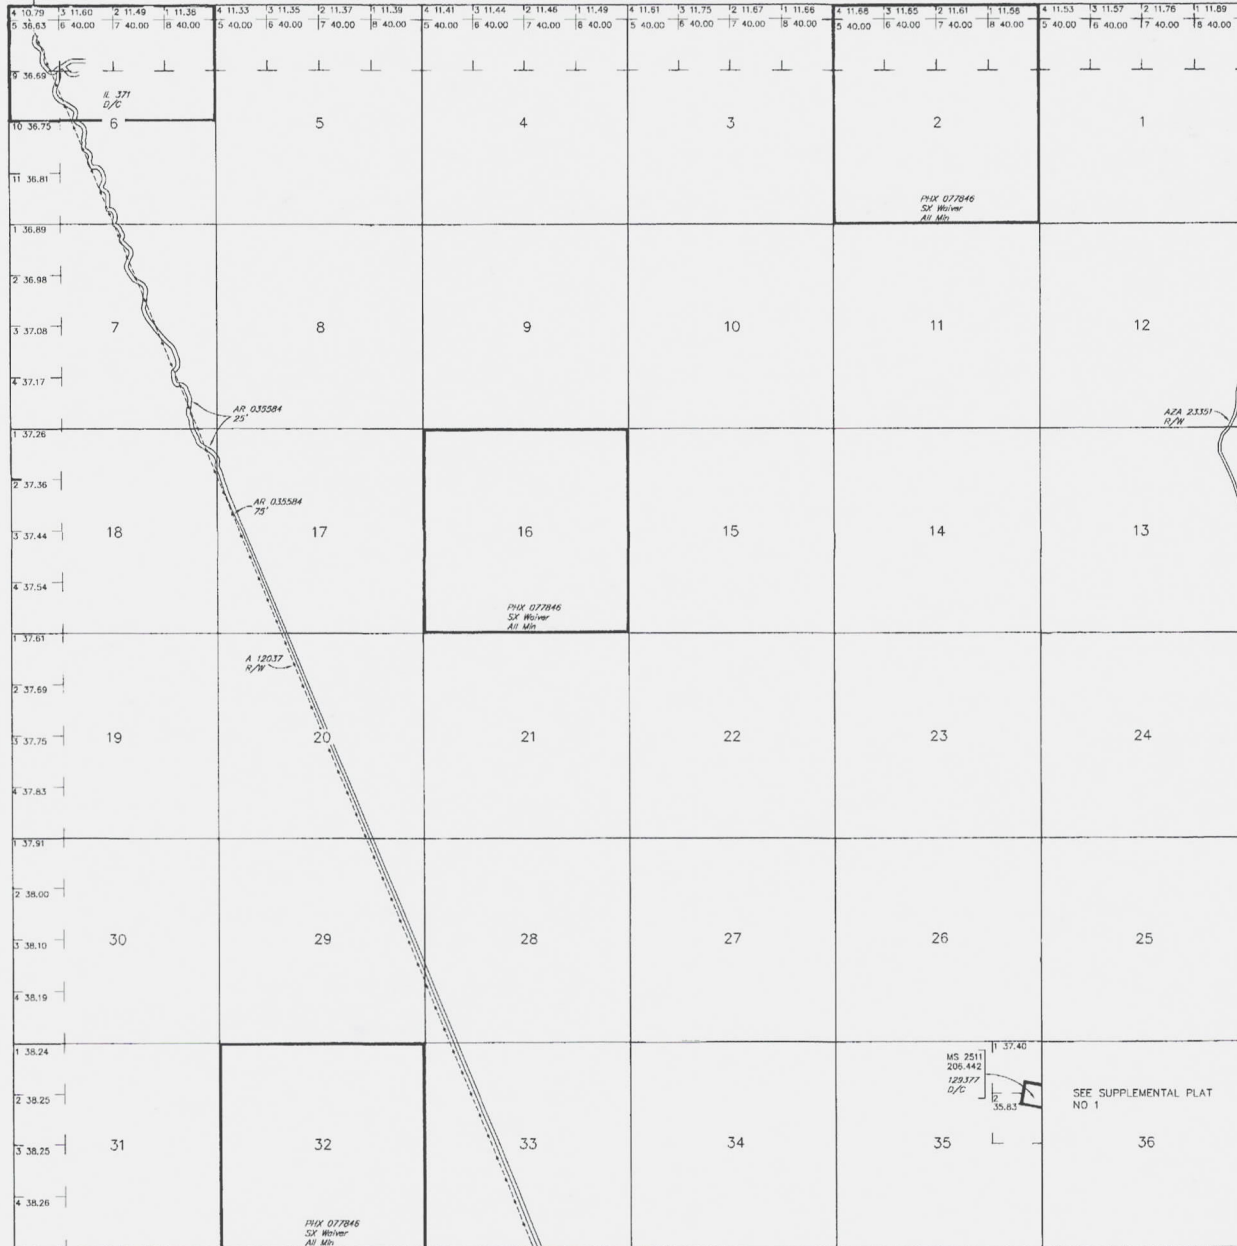 4 10.79 3 11.60 2 11.49 1 11.36 4 11.33 3 11.35 2 11.37 1 11.39 4 11.41 3 11.44 2 11.46 1 11.49 4 11.61 3 11.75 2 11.67 1 11.66 4 11.68 3 11.65 2 11.61 1 11.58 4 11.53 3 11.57 2 11.76 1 11.89
5 36.63 6 40.00 7 40.00 8 40.00 5 40.00 6 40.00 7 40.00 8 40.00 5 40.00 6 40.00 7 40.00 8 40.00 5 40.00 6 40.00 7 40.00 8 40.00 5 40.00 6 40.00 7 40.00 8 40.00 5 40.00 6 40.00 7 40.00 8 40.00
9 36.69
IL 371
D/C
10 36.75 6 5 4 3 2 1
11 36.81
PHX 077846
SX Waiver
All Min
1 36.89
2 36.98
3 37.08 7 8 9 10 11 12
4 37.17
AR 035584
25'
AZA 23351
R/W
1 37.26
2 37.36
AR 035584
75'
3 37.44 18 17 16 15 14 13
4 37.54
PHX 077846
SX Waiver
All Min
1 37.61
A 12037
R/W
2 37.69
3 37.75 19 20 21 22 23 24
4 37.83
1 37.91
2 38.00
3 38.10 30 29 28 27 26 25
4 38.19
1 38.24
1 37.40
MS 2511
206.442
129377
D/C
2 38.25
2
35.83
SEE SUPPLEMENTAL PLAT
NO 1
3 38.25 31 32 33 34 35 36
4 38.26
PHX 077846
SX Waiver
All Min